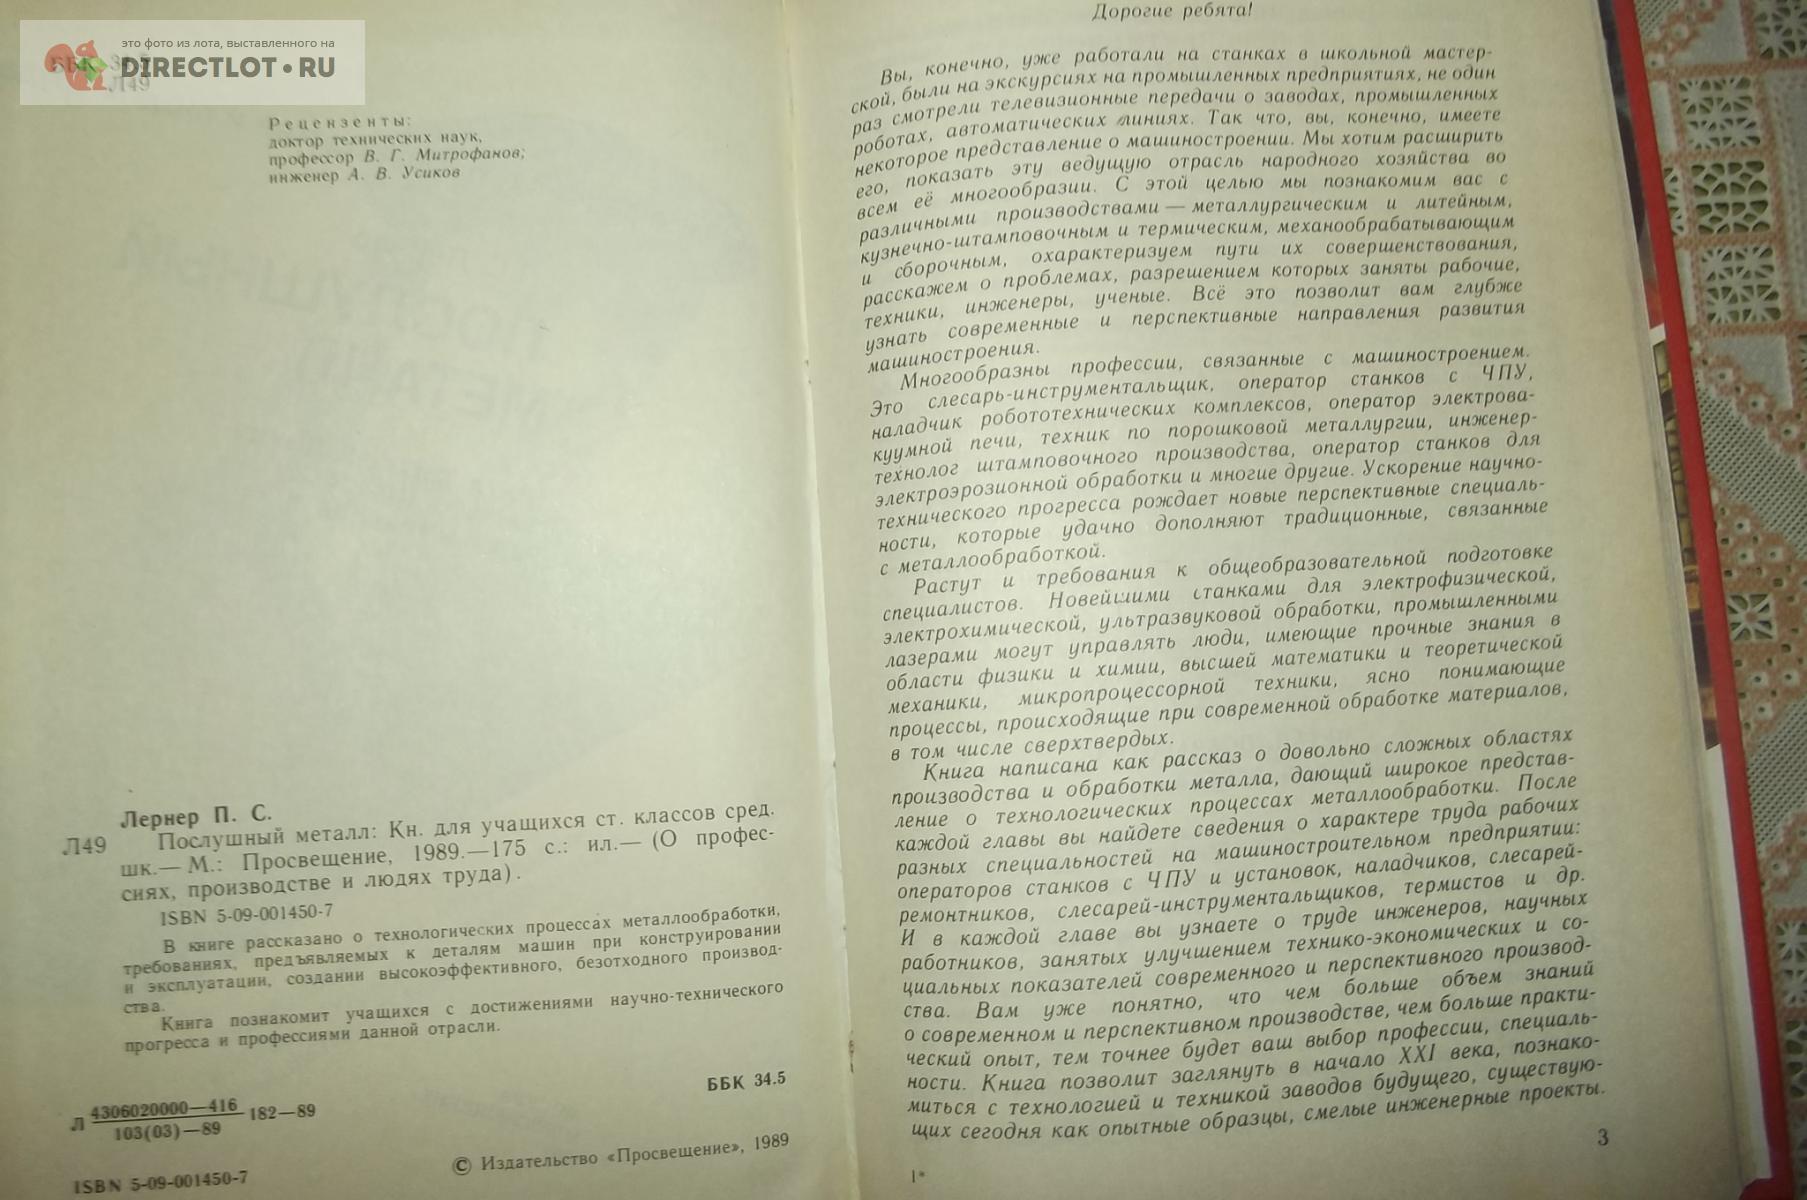 это фото из лота, выставленного на
DIRECTLOT.RU
ББК 34.5
Л49
Рецензенты:
доктор технических наук,
профессор В. Г. Митрофанов;
инженер А. В. Усиков
Лернер П. С.
Л49 Послушный металл: Кн. для учащихся ст. классов сред.
шк.— М.: Просвещение, 1989.—175 с.: ил.— (О профес-
сиях, производстве и людях труда).
ISBN 5-09-001450-7
В книге рассказано о технологических процессах металлообработки,
требованиях, предъявляемых к деталям машин при конструировании
и эксплуатации, создании высокоэффективного, безотходного производ-
ства.
Книга познакомит учащихся с достижениями научно-технического
прогресса и профессиями данной отрасли.
Л 4306020000—416 182—89
103(03)—89
ББК 34.5
ISBN 5-09-001450-7
© Издательство «Просвещение», 1989
Дорогие ребята!
Вы, конечно, уже работали на станках в школьной мастер-
ской, были на экскурсиях на промышленных предприятиях, не один
раз смотрели телевизионные передачи о заводах, промышленных
роботах, автоматических линиях. Так что, вы, конечно, имеете
некоторое представление о машиностроении. Мы хотим расширить
его, показать эту ведущую отрасль народного хозяйства во
всем её многообразии. С этой целью мы познакомим вас с
различными производствами — металлургическим и литейным,
кузнечно-штамповочным и термическим, механообрабатывающим
и сборочным, охарактеризуем пути их совершенствования,
расскажем о проблемах, разрешением которых заняты рабочие,
техники, инженеры, ученые. Всё это позволит вам глубже
узнать современные и перспективные направления развития
машиностроения.
Многообразны профессии, связанные с машиностроением.
Это слесарь-инструментальщик, оператор станков с ЧПУ,
наладчик робототехнических комплексов, оператор электрова-
куумной печи, техник по порошковой металлургии, инженер-
технолог штамповочного производства, оператор станков для
электроэрозионной обработки и многие другие. Ускорение научно-
технического прогресса рождает новые перспективные специаль-
ности, которые удачно дополняют традиционные, связанные
с металлообработкой.
Растут и требования к общеобразовательной подготовке
специалистов. Новейшими станками для электрофизической,
электрохимической, ультразвуковой обработки, промышленными
лазерами могут управлять люди, имеющие прочные знания в
области физики и химии, высшей математики и теоретической
механики, микропроцессорной техники, ясно понимающие
процессы, происходящие при современной обработке материалов,
в том числе сверхтвердых.
Книга написана как рассказ о довольно сложных областях
производства и обработки металла, дающий широкое представ-
ление о технологических процессах металлообработки. После
каждой главы вы найдете сведения о характере труда рабочих
разных специальностей на машиностроительном предприятии:
операторов станков с ЧПУ и установок, наладчиков, слесарей-
ремонтников, слесарей-инструментальщиков, термистов и др.
И в каждой главе вы узнаете о труде инженеров, научных
работников, занятых улучшением технико-экономических и со-
циальных показателей современного и перспективного производ-
ства. Вам уже понятно, что чем больше объем знаний
о современном и перспективном производстве, чем больше практи-
ческий опыт, тем точнее будет ваш выбор профессии, специаль-
ности. Книга позволит заглянуть в начало XXI века, познако-
миться с технологией и техникой заводов будущего, существую-
щих сегодня как опытные образцы, смелые инженерные проекты.
1*
3